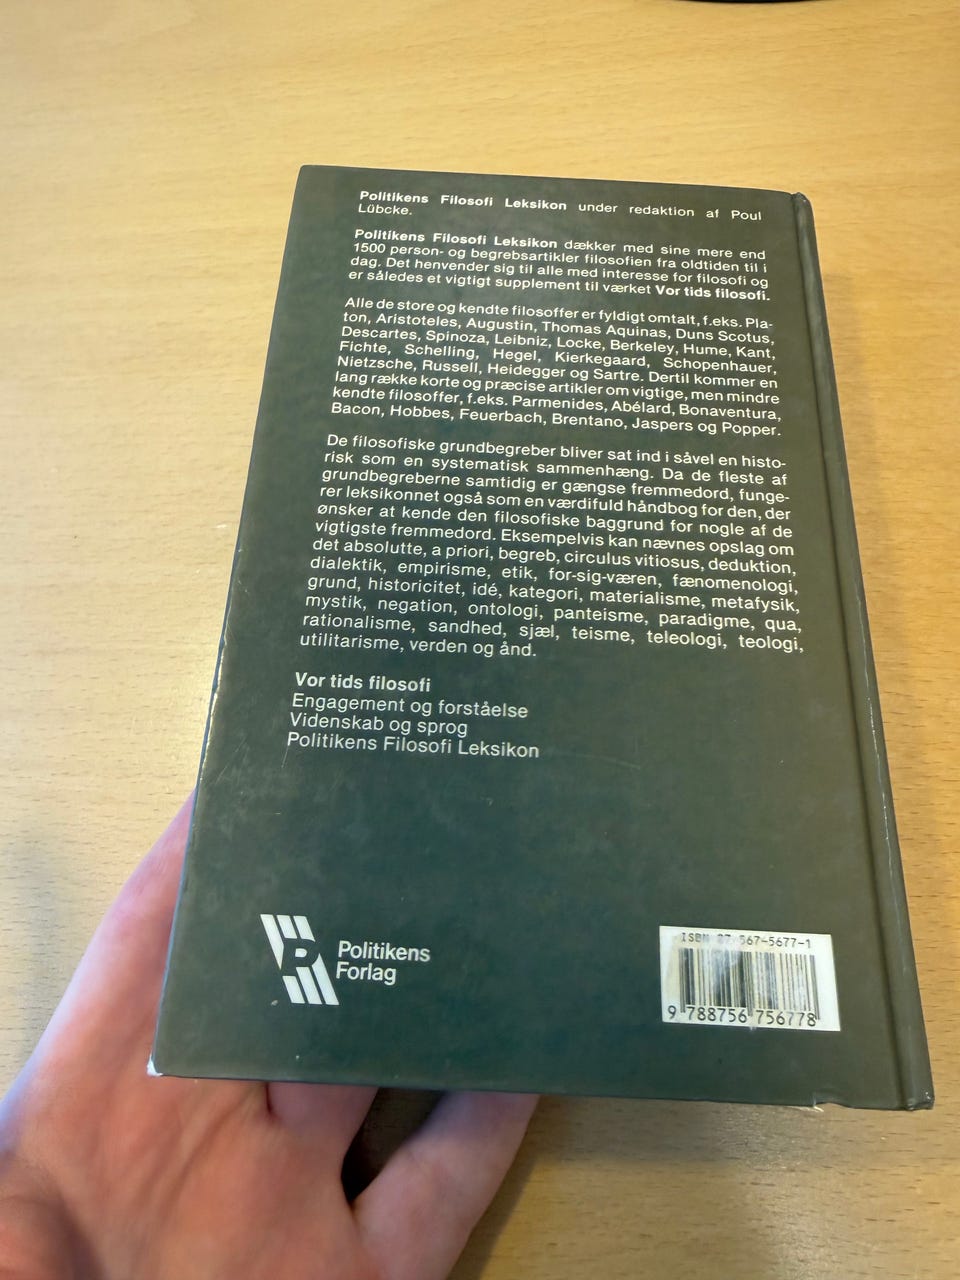 Politikens Filosofi Leksikon under redaktion af Poul
Lübcke.
Politikens Filosofi Leksikon dækker med sine mere end
1500 person- og begrebsartikler filosofien fra oldtiden til i
dag. Det henvender sig til alle med interesse for filosofi og
er således et vigtigt supplement til værket Vor tids filosofi.
Alle de store og kendte filosoffer er fyldigt omtalt, f.eks. Pla-
ton, Aristoteles, Augustin, Thomas Aquinas, Duns Scotus,
Descartes, Spinoza, Leibniz, Locke, Berkeley, Hume, Kant,
Fichte, Schelling, Hegel, Kierkegaard, Schopenhauer,
Nietzsche, Russell, Heidegger og Sartre. Dertil kommer en
lang række korte og præcise artikler om vigtige, men mindre
kendte filosoffer, f.eks. Parmenides, Abélard, Bonaventura,
Bacon, Hobbes, Feuerbach, Brentano, Jaspers og Popper.
De filosofiske grundbegreber bliver sat ind i såvel en histo-
risk som en systematisk sammenhæng. Da de fleste af
grundbegreberne samtidig er gængse fremmedord, funge-
rer leksikonnet også som en værdifuld håndbog for den, der
ønsker at kende den filosofiske baggrund for nogle af de
vigtigste fremmedord. Eksempelvis kan nævnes opslag om
det absolutte, a priori, begreb, circulus vitiosus, deduktion,
dialektik, empirisme, etik, for-sig-væren, fænomenologi,
grund, historicitet, idé, kategori, materialisme, metafysik,
mystik, negation, ontologi, panteisme, paradigme, qua,
rationalisme, sandhed, sjæl, teisme, teleologi, teologi,
utilitarisme, verden og ånd.
Vor tids filosofi
Engagement og forståelse
Videnskab og sprog
Politikens Filosofi Leksikon
P
Politikens
Forlag
ISBN 87-567-5677-1
9 788756 756778